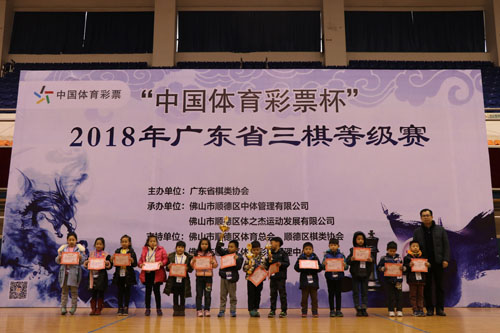 中国体育彩票
“中国体育彩票杯”
2018年广东省三棋等级赛
主办单位：广东省棋类协会
承办单位：佛山市顺德区中体管理有限公司
佛山市顺德区体之杰运动发展有限公司
支持单位：佛山市顺德区体育总会、顺德区棋类协会